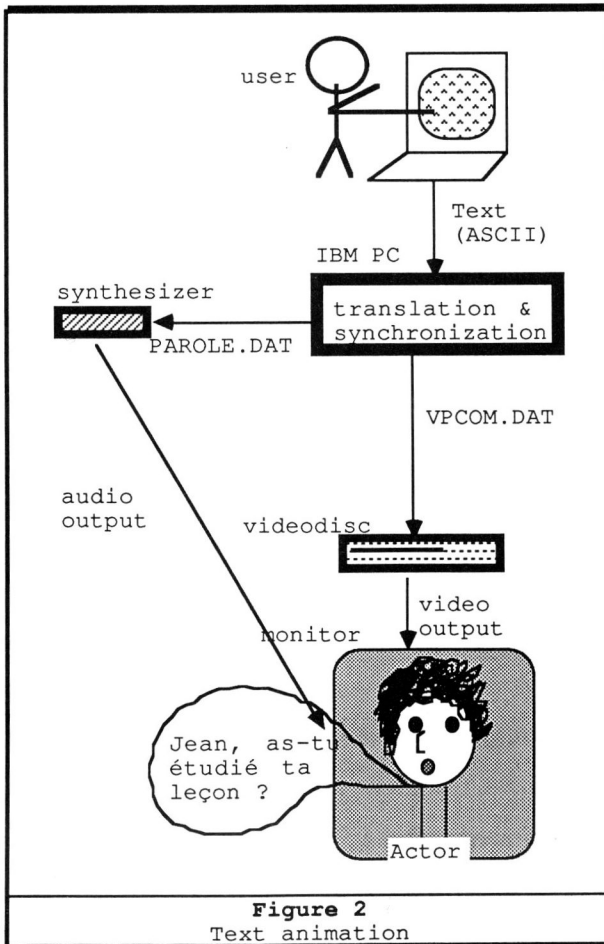 user
Text
(ASCII)
IBM PC
synthesizer
translation &
synchronization
PAROLE.DAT
VPCOM.DAT
audio
output
videodisc
video
output
monitor
Jean, as-tu
étudié ta
leçon ?
Actor
Figure 2
Text animation